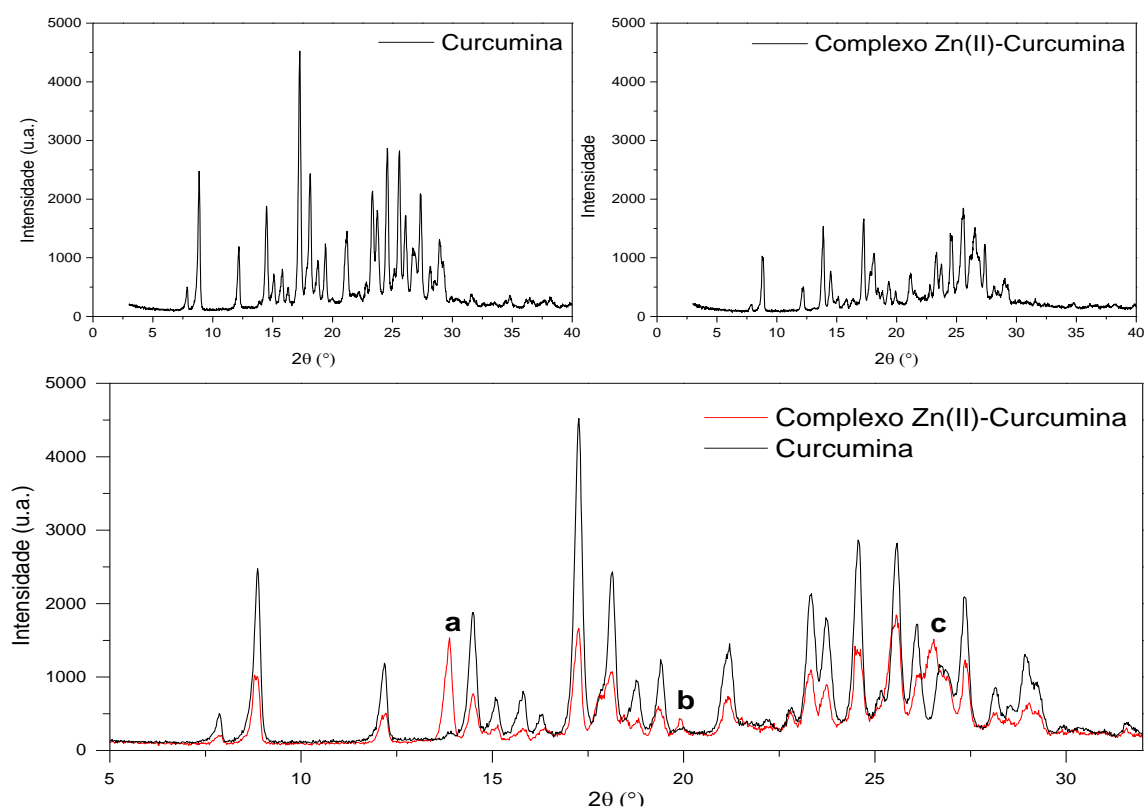 Curcumina
Intensidade (u.a.)
5000
4000
3000
2000
1000
0
0 5 10 15 20 25 30 35 40
2θ (°)
Complexo Zn(II)-Curcumina
Intensidade
5000
4000
3000
2000
1000
0
0 5 10 15 20 25 30 35 40
2θ (°)
Complexo Zn(II)-Curcumina
Curcumina
Intensidade (u.a.)
5000
4000
3000
2000
1000
0
a
b
c
5 10 15 20 25 30
2θ (°)